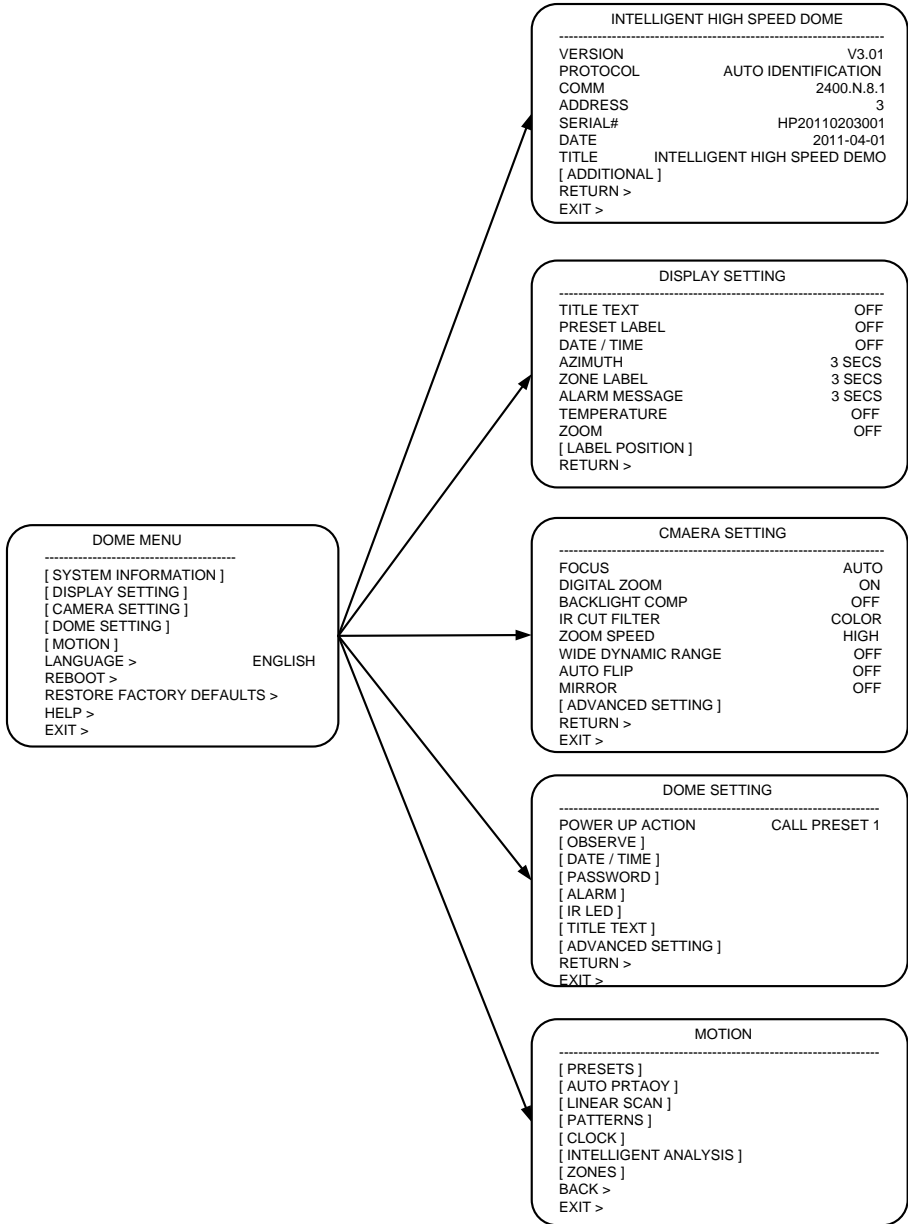 INTELLIGENT HIGH SPEED DOME
--------------------------------------------------------------------
VERSION V3.01
PROTOCOL AUTO IDENTIFICATION
COMM 2400.N.8.1
ADDRESS 3
SERIAL# HP20110203001
DATE 2011-04-01
TITLE INTELLIGENT HIGH SPEED DEMO
[ ADDITIONAL ]
RETURN >
EXIT >
DISPLAY SETTING
--------------------------------------------------------------------
TITLE TEXT OFF
PRESET LABEL OFF
DATE / TIME OFF
AZIMUTH 3 SECS
ZONE LABEL 3 SECS
ALARM MESSAGE 3 SECS
TEMPERATURE OFF
ZOOM OFF
[ LABEL POSITION ]
RETURN >
DOME MENU
----------------------------------------
[ SYSTEM INFORMATION ]
[ DISPLAY SETTING ]
[ CAMERA SETTING ]
[ DOME SETTING ]
[ MOTION ]
LANGUAGE > ENGLISH
REBOOT >
RESTORE FACTORY DEFAULTS >
HELP >
EXIT >
CMAERA SETTING
--------------------------------------------------------------------
FOCUS AUTO
DIGITAL ZOOM ON
BACKLIGHT COMP OFF
IR CUT FILTER COLOR
ZOOM SPEED HIGH
WIDE DYNAMIC RANGE OFF
AUTO FLIP OFF
MIRROR OFF
[ ADVANCED SETTING ]
RETURN >
EXIT >
DOME SETTING
-------------------------------------------------------------------
POWER UP ACTION CALL PRESET 1
[ OBSERVE ]
[ DATE / TIME ]
[ PASSWORD ]
[ ALARM ]
[ IR LED ]
[ TITLE TEXT ]
[ ADVANCED SETTING ]
RETURN >
EXIT >
MOTION
-------------------------------------------------------------------
[ PRESETS ]
[ AUTO PRTAOY ]
[ LINEAR SCAN ]
[ PATTERNS ]
[ CLOCK ]
[ INTELLIGENT ANALYSIS ]
[ ZONES ]
BACK >
EXIT >